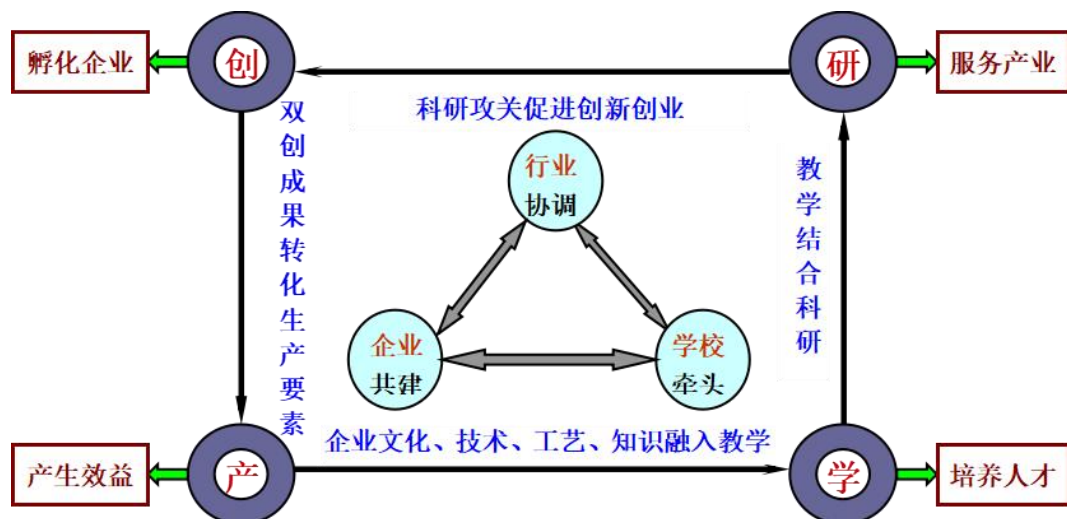 孵化企业
创
研
服务产业
科研攻关促进创新创业
双创成果转化生产要素
教学结合科研
行业
协调
企业
共建
学校
牵头
企业文化、技术、工艺、知识融入教学
产生效益
产
学
培养人才